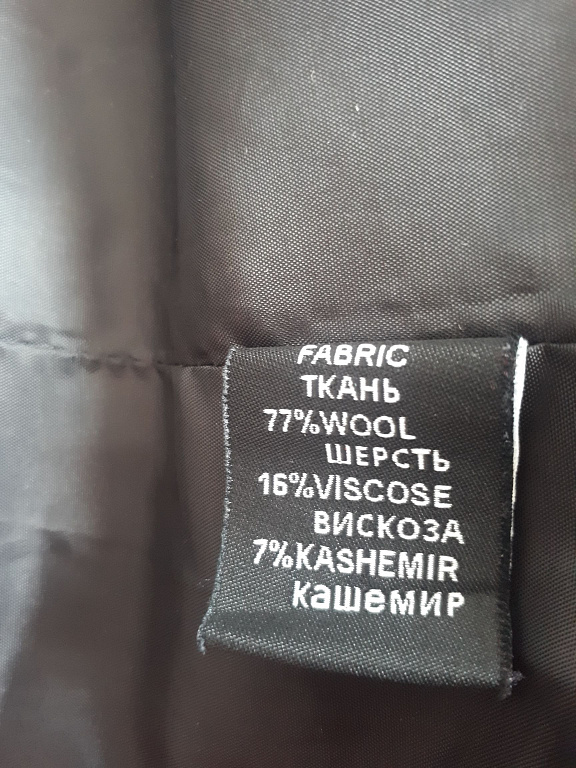 FABRIC
ТКАНЬ
77%WOOL
ШЕРСТЬ
16%VISCOSE
ВИСКОЗА
7%KASHEMIR
Кашемир